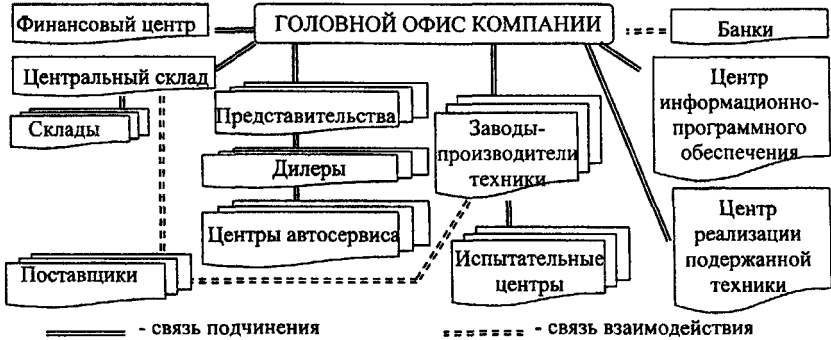 Финансовый центр
ГОЛОВНОЙ ОФИС КОМПАНИИ
Банки
Центральный склад
Склады
Представительства
Дилеры
Центры автосервиса
Заводы-
производители
техники
Испытательные
центры
Центр
информационно-
программного
обеспечения
Центр
реализации
подержанной
техники
Поставщики
- связь подчинения
- связь взаимодействия